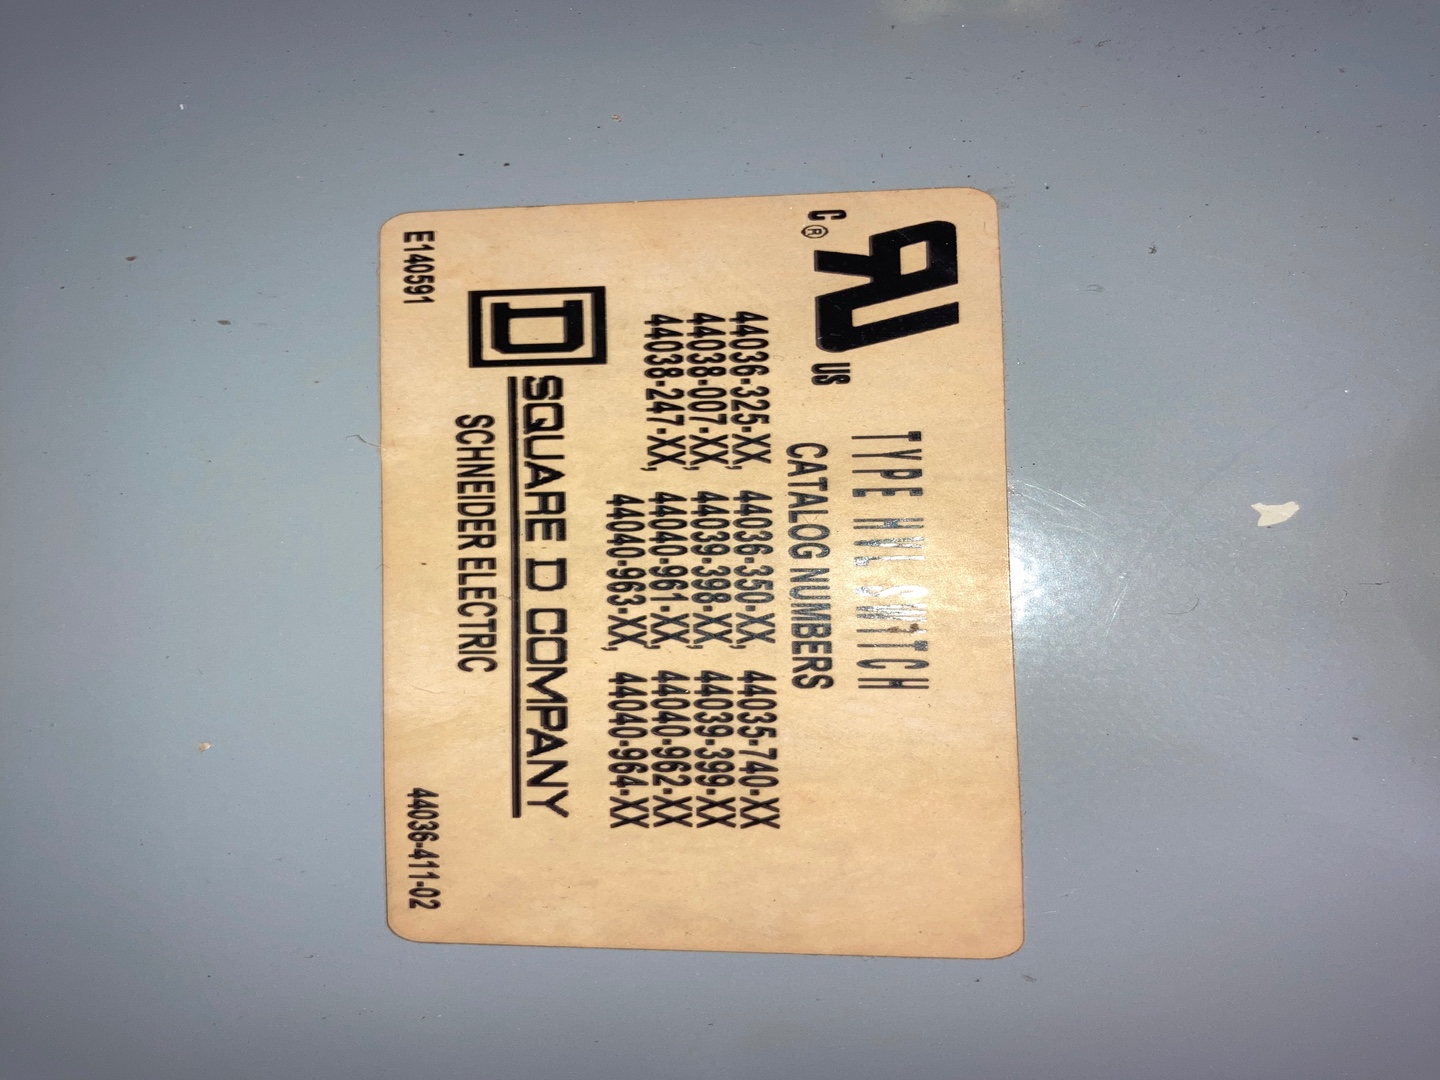 TYPE HVL SWITCH
C ® US
CATALOG NUMBERS
44036-325-XX, 44036-350-XX, 44035-740-XX
44038-007-XX, 44039-398-XX, 44039-399-XX
44038-247-XX, 44040-961-XX, 44040-962-XX
44040-963-XX, 44040-964-XX
D SQUARE D COMPANY
SCHNEIDER ELECTRIC
E140591 44036-411-02